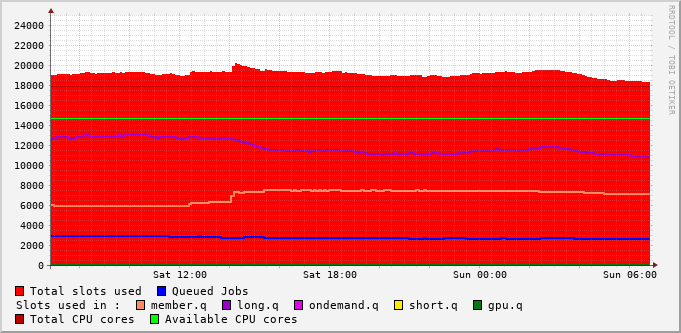 RRDTOOL / TOBI OETIKER
24000
22000
20000
18000
16000
14000
12000
10000
8000
6000
4000
2000
0
Sat 12:00 Sat 18:00 Sun 00:00 Sun 06:00
Total slots used Queued Jobs
Slots used in : member.q long.q ondemand.q short.q gpu.q
Total CPU cores Available CPU cores